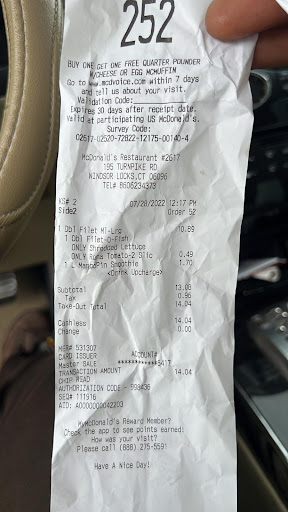 252
BUY ONE GET ONE FREE QUARTER POUNDER
W/CHEESE OR EGG MCMUFFIN
Go to www.mcdvoice.com within 7 days
and tell us about your visit.
Validation Code:
Expires 30 days after receipt date.
Valid at participating US McDonald's.
Survey Code:
02617-02520-72822-12175-00140-4
McDonald's Restaurant #2617
195 TURNPIKE RD
WINDSOR LOCKS, CT 06096
TEL# 8606234373
KS# 2 07/28/2022 12:17 PM
Side2 Order 52
1 Dbl Filet Ml-Lrg 10.89
1 Dbl Filet-O-Fish
ONLY Shredded Lettuce
ONLY Roma Tomato-2 Slic 0.49
1 L MangoPin Smoothie 1.70
<Drink Upcharge>
Subtotal 13.08
Tax 0.96
Take-Out Total 14.04
Cashless 14.04
Change 0.00
MER# 531307
CARD ISSUER ACCOUNT#
Master SALE ************5417
TRANSACTION AMOUNT 14.04
CHIP READ
AUTHORIZATION CODE - 998436
SEQ# 111916
AID: A0000000042203
MyMcDonald's Reward Member?
Check the app to see points earned:
How was your visit?
Please call (888) 275-5591
Have A Nice Day!